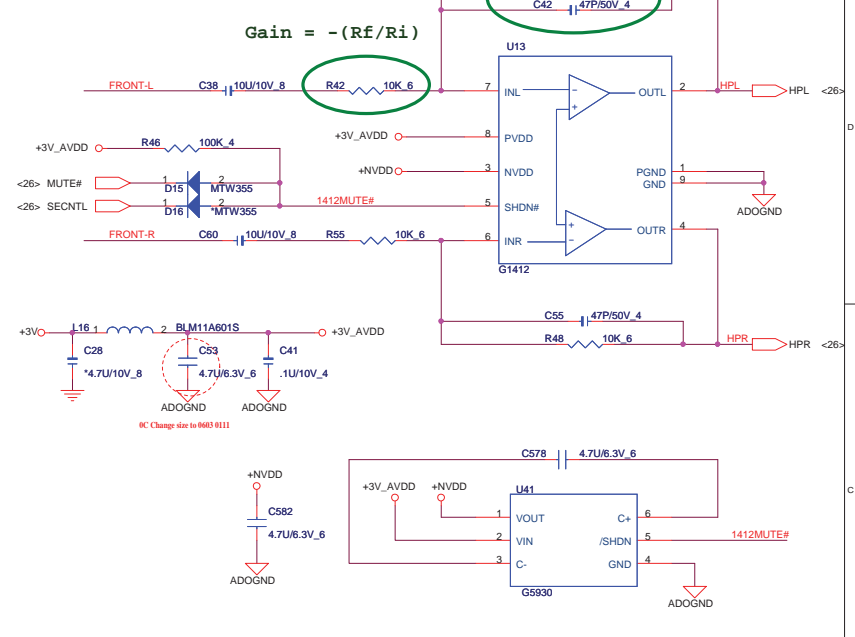 C42 47P/50V_4
Gain = -(Rf/Ri)
U13
FRONT-L C38 10U/10V_8 R42 10K_6 7 INL OUTL 2 HPL HPL <26>
D
+3V_AVDD 8 PVDD
+3V_AVDD R46 100K_4
+NVDD 3 NVDD PGND 1
GND 9
<26> MUTE# 1 D15 2 MTW355
ADOGND
<26> SECNTL 1 D16 2 *MTW355 1412MUTE# 5 SHDN#
OUTR 4
FRONT-R C60 10U/10V_8 R55 10K_6 6 INR
G1412
C55 47P/50V_4
+3V L16 1 2 BLM11A601S +3V_AVDD
R48 10K_6 HPR HPR <26>
C28 C53 C41
*4.7U/10V_8 4.7U/6.3V_6 .1U/10V_4
ADOGND ADOGND
0C Change size to 0603 0111
C578 4.7U/6.3V_6
+NVDD
+3V_AVDD +NVDD U41
C
C582
4.7U/6.3V_6
1 VOUT C+ 6
2 VIN /SHDN 5 1412MUTE#
3 C- GND 4
ADOGND
G5930
ADOGND